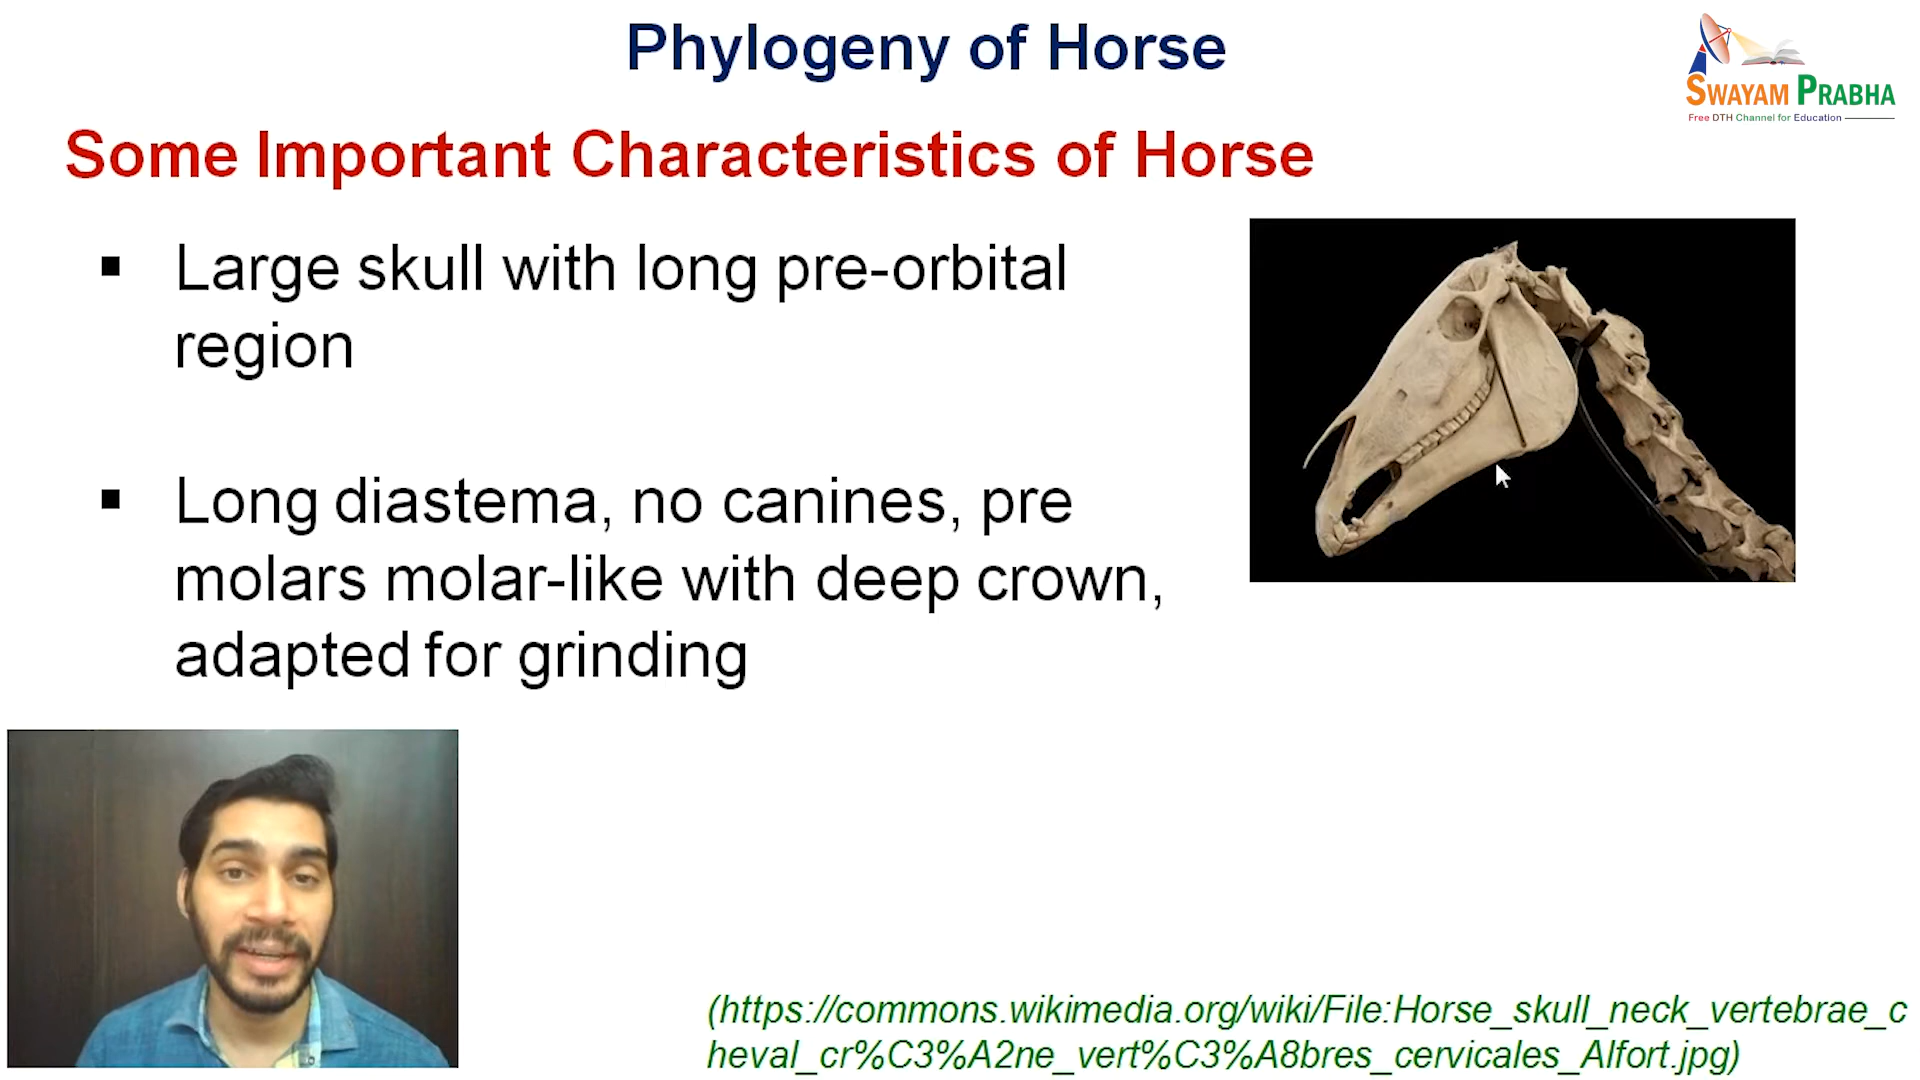 Phylogeny of Horse
SWAYAM PRABHA
Free DTH Channel for Education
Some Important Characteristics of Horse
▪ Large skull with long pre-orbital
region
▪ Long diastema, no canines, pre
molars molar-like with deep crown,
adapted for grinding
(https://commons.wikimedia.org/wiki/File:Horse_skull_neck_vertebrae_c
heval_cr%C3%A2ne_vert%C3%A8bres_cervicales_Alfort.jpg)